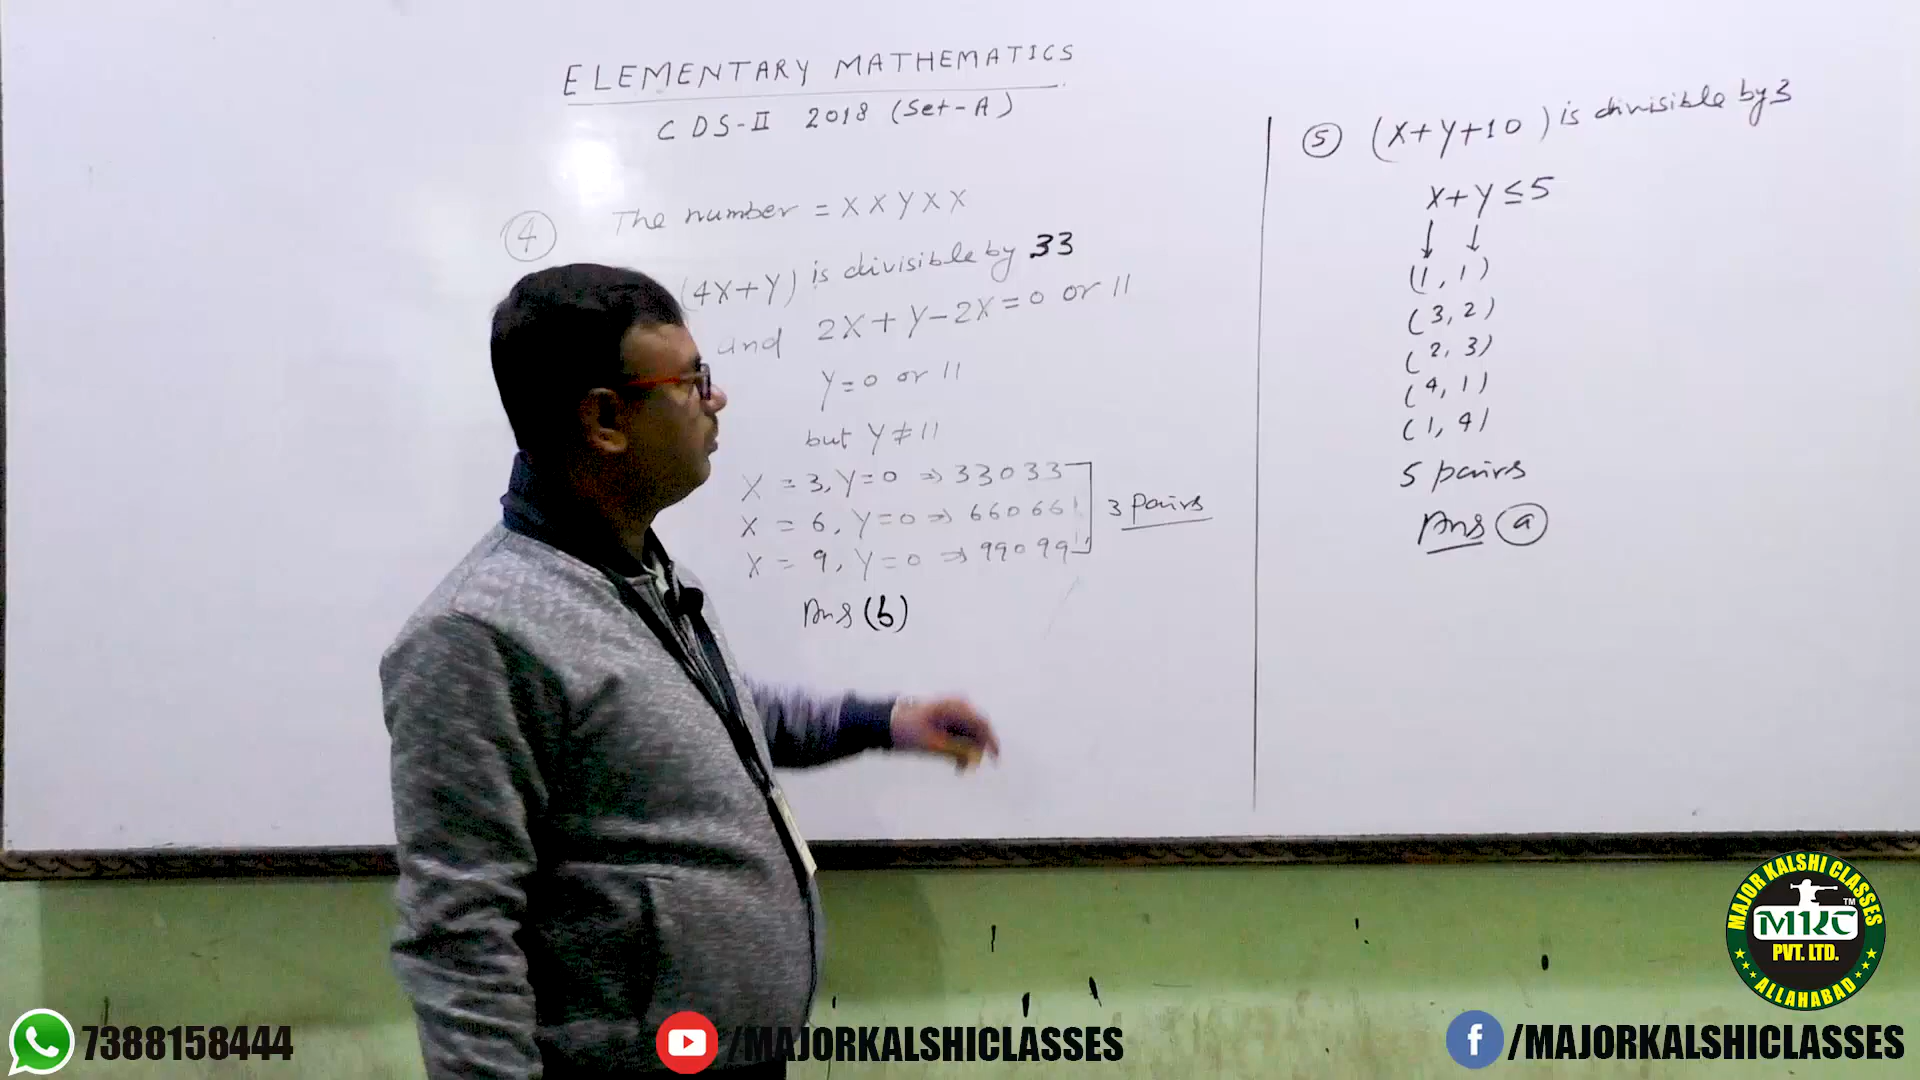 ELEMENTARY MATHEMATICS
CDS-II 2018 (Set-A)
4 The number = X X Y X X
(4X+Y) is divisible by 33
and 2X+Y-2X=0 or 11
Y=0 or 11
but Y≠11
X = 3, Y=0 ⇒ 33033
X = 6, Y=0 ⇒ 66066
X = 9, Y=0 ⇒ 99099
3 pairs
Ans (b)
5 (X+Y+10) is divisible by 3
X+Y≤5
↓ ↓
(1, 1)
(3, 2)
(2, 3)
(4, 1)
(1, 4)
5 pairs
Ans a
MAJOR KALSHI CLASSES
MKC TM
PVT. LTD.
ALLAHABAD
7388158444
/MAJORKALSHICLASSES
f /MAJORKALSHICLASSES